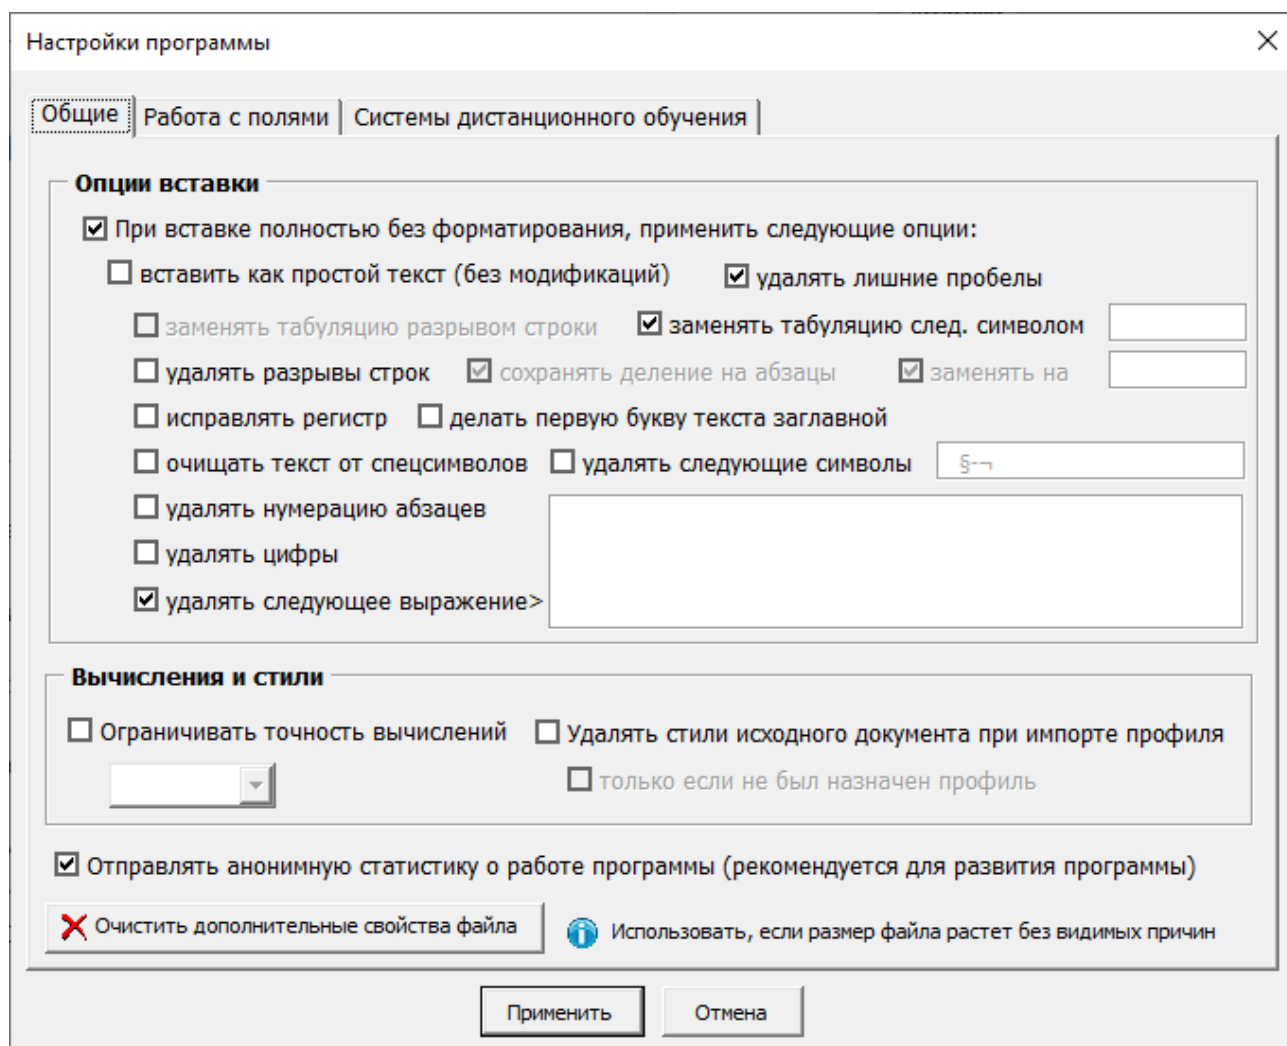 Настройки программы
Общие Работа с полями Системы дистанционного обучения
Опции вставки
При вставке полностью без форматирования, применить следующие опции:
вставить как простой текст (без модификаций) удалять лишние пробелы
заменять табуляцию разрывом строки заменять табуляцию след. символом
удалять разрывы строк сохранять деление на абзацы заменять на
исправлять регистр делать первую букву текста заглавной
очищать текст от спецсимволов удалять следующие символы §-¬
удалять нумерацию абзацев
удалять цифры
удалять следующее выражение>
Вычисления и стили
Ограничивать точность вычислений Удалять стили исходного документа при импорте профиля
только если не был назначен профиль
Отправлять анонимную статистику о работе программы (рекомендуется для развития программы)
Очистить дополнительные свойства файла Использовать, если размер файла растет без видимых причин
Применить Отмена